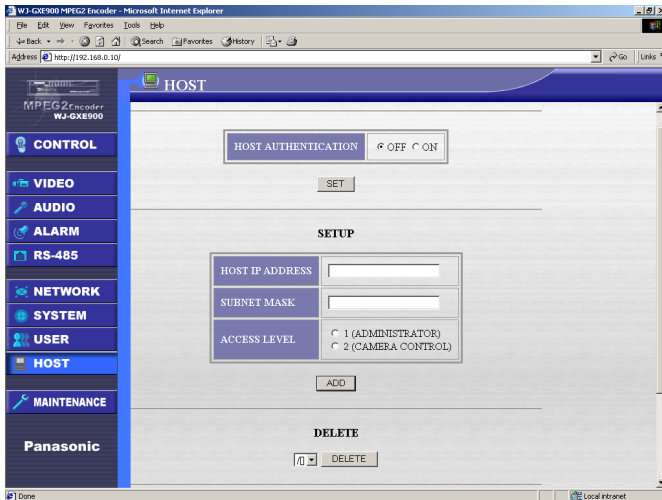 WJ-GXE900 MPEG2 Encoder - Microsoft Internet Explorer
File Edit View Favorites Tools Help
Back Search Favorites History
Address http://192.168.0.10/ Go Links
MPEG2Encoder
WJ-GXE900
HOST
CONTROL
VIDEO
AUDIO
ALARM
RS-485
NETWORK
SYSTEM
USER
HOST
MAINTENANCE
Panasonic
HOST AUTHENTICATION OFF ON
SET
SETUP
HOST IP ADDRESS
SUBNET MASK
ACCESS LEVEL 1 (ADMINISTRATOR)
2 (CAMERA CONTROL)
ADD
DELETE
/[] DELETE
Done Local intranet